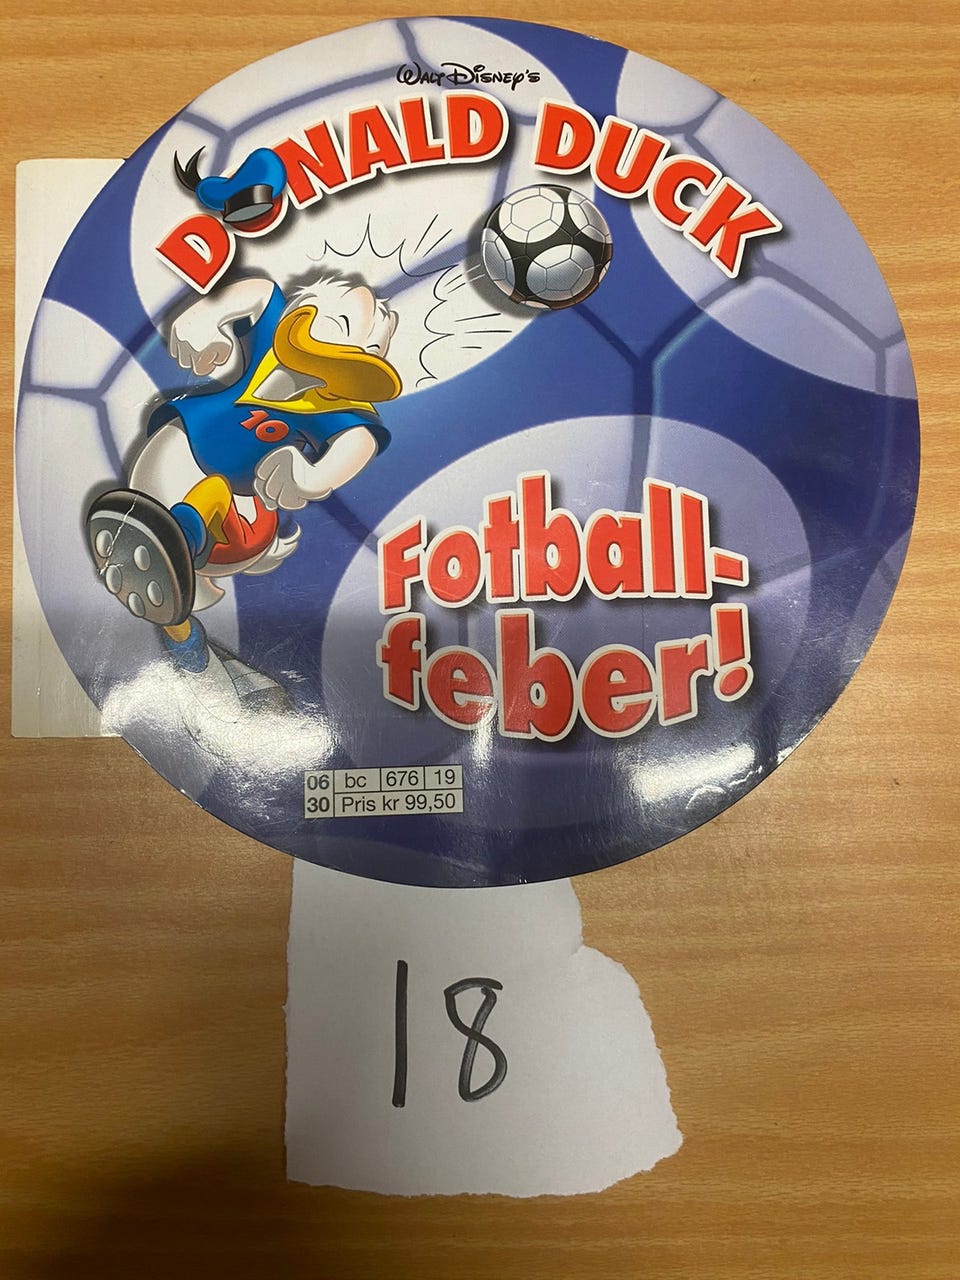 WALT DISNEY'S
DONALD DUCK
10
Fotball-
feber!
06 bc 676 19
30 Pris kr 99,50
18